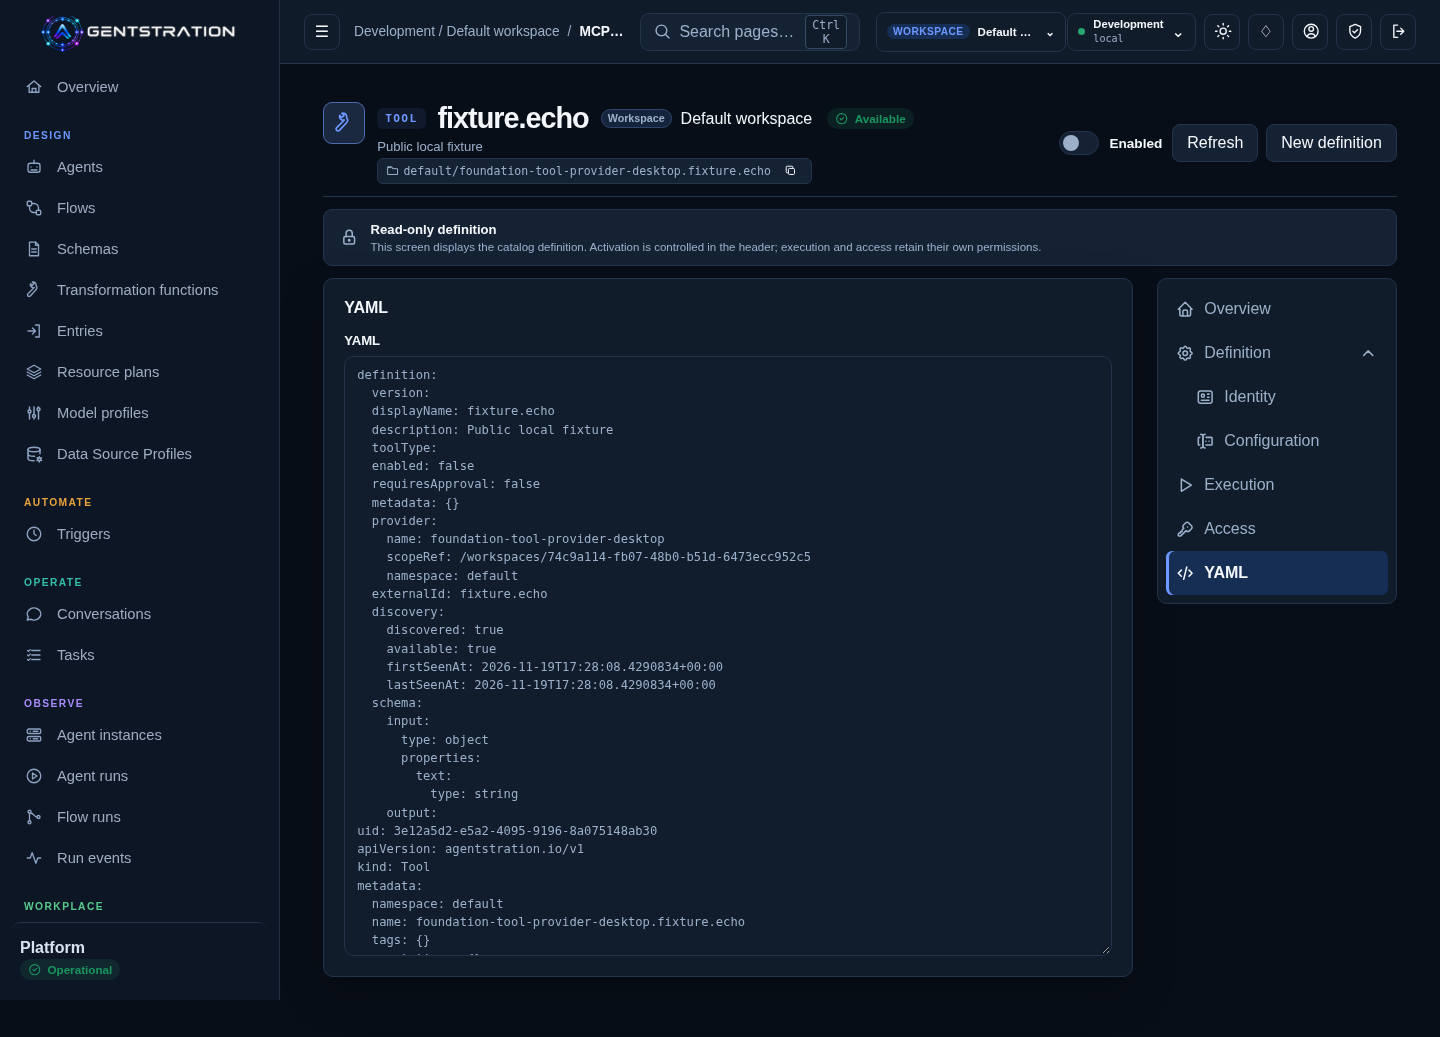 GENTSTRATION
☰
Development / Default workspace / MCP…
Search pages…
Ctrl K
WORKSPACE Default …
Development
local
Overview
DESIGN
Agents
Flows
Schemas
Transformation functions
Entries
Resource plans
Model profiles
Data Source Profiles
AUTOMATE
Triggers
OPERATE
Conversations
Tasks
OBSERVE
Agent instances
Agent runs
Flow runs
Run events
WORKPLACE
Platform
Operational
TOOL fixture.echo Workspace Default workspace Available
Public local fixture
default/foundation-tool-provider-desktop.fixture.echo
Enabled Refresh New definition
Read-only definition
This screen displays the catalog definition. Activation is controlled in the header; execution and access retain their own permissions.
YAML
YAML
definition:
  version:
  displayName: fixture.echo
  description: Public local fixture
  toolType:
  enabled: false
  requiresApproval: false
  metadata: {}
  provider:
    name: foundation-tool-provider-desktop
    scopeRef: /workspaces/74c9a114-fb07-48b0-b51d-6473ecc952c5
    namespace: default
  externalId: fixture.echo
  discovery:
    discovered: true
    available: true
    firstSeenAt: 2026-11-19T17:28:08.4290834+00:00
    lastSeenAt: 2026-11-19T17:28:08.4290834+00:00
  schema:
    input:
      type: object
      properties:
        text:
          type: string
    output:
uid: 3e12a5d2-e5a2-4095-9196-8a075148ab30
apiVersion: agentstration.io/v1
kind: Tool
metadata:
  namespace: default
  name: foundation-tool-provider-desktop.fixture.echo
  tags: {}
Overview
Definition
Identity
Configuration
Execution
Access
YAML